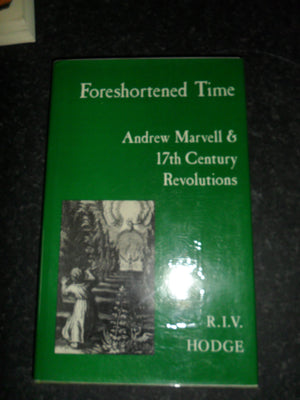 Foreshortened Time
Andrew Marvell &
17th Century
Revolutions
R.I.V.
HODGE